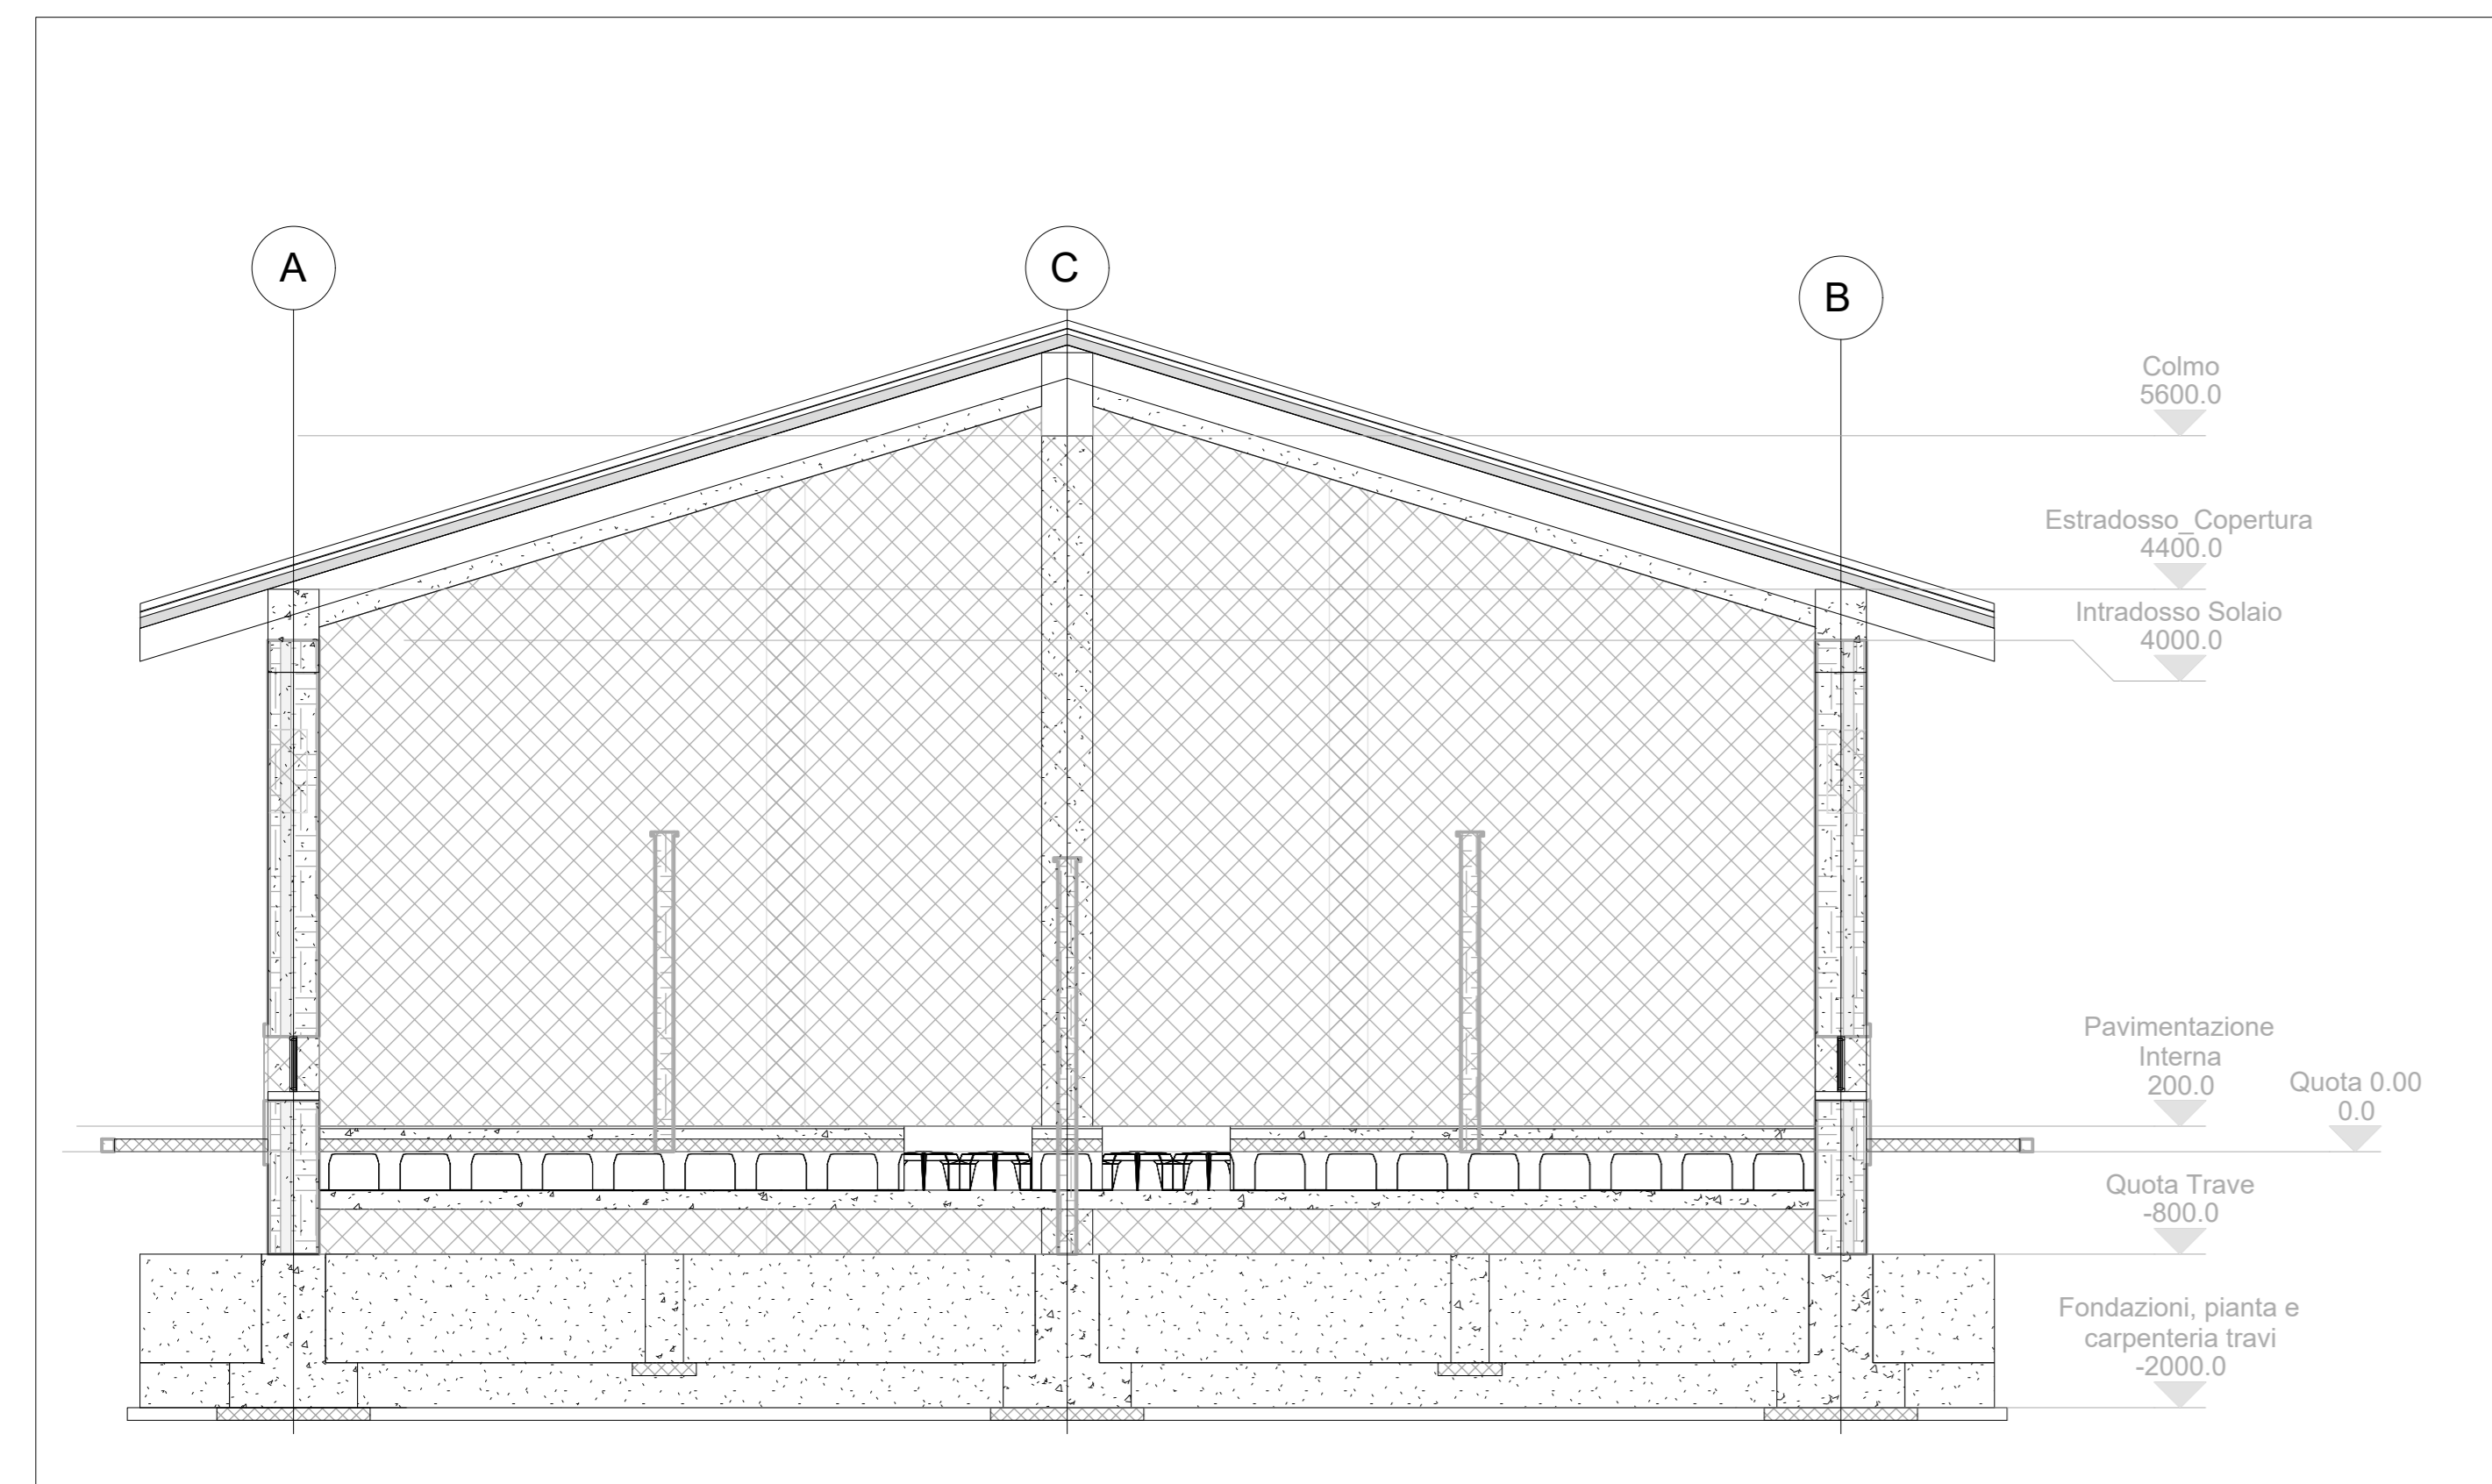 A
C
B
Colmo
5600.0
Estradosso_Copertura
4400.0
Intradosso Solaio
4000.0
Pavimentazione
Interna
200.0
Quota 0.00
0.0
Quota Trave
-800.0
Fondazioni, pianta e
carpenteria travi
-2000.0